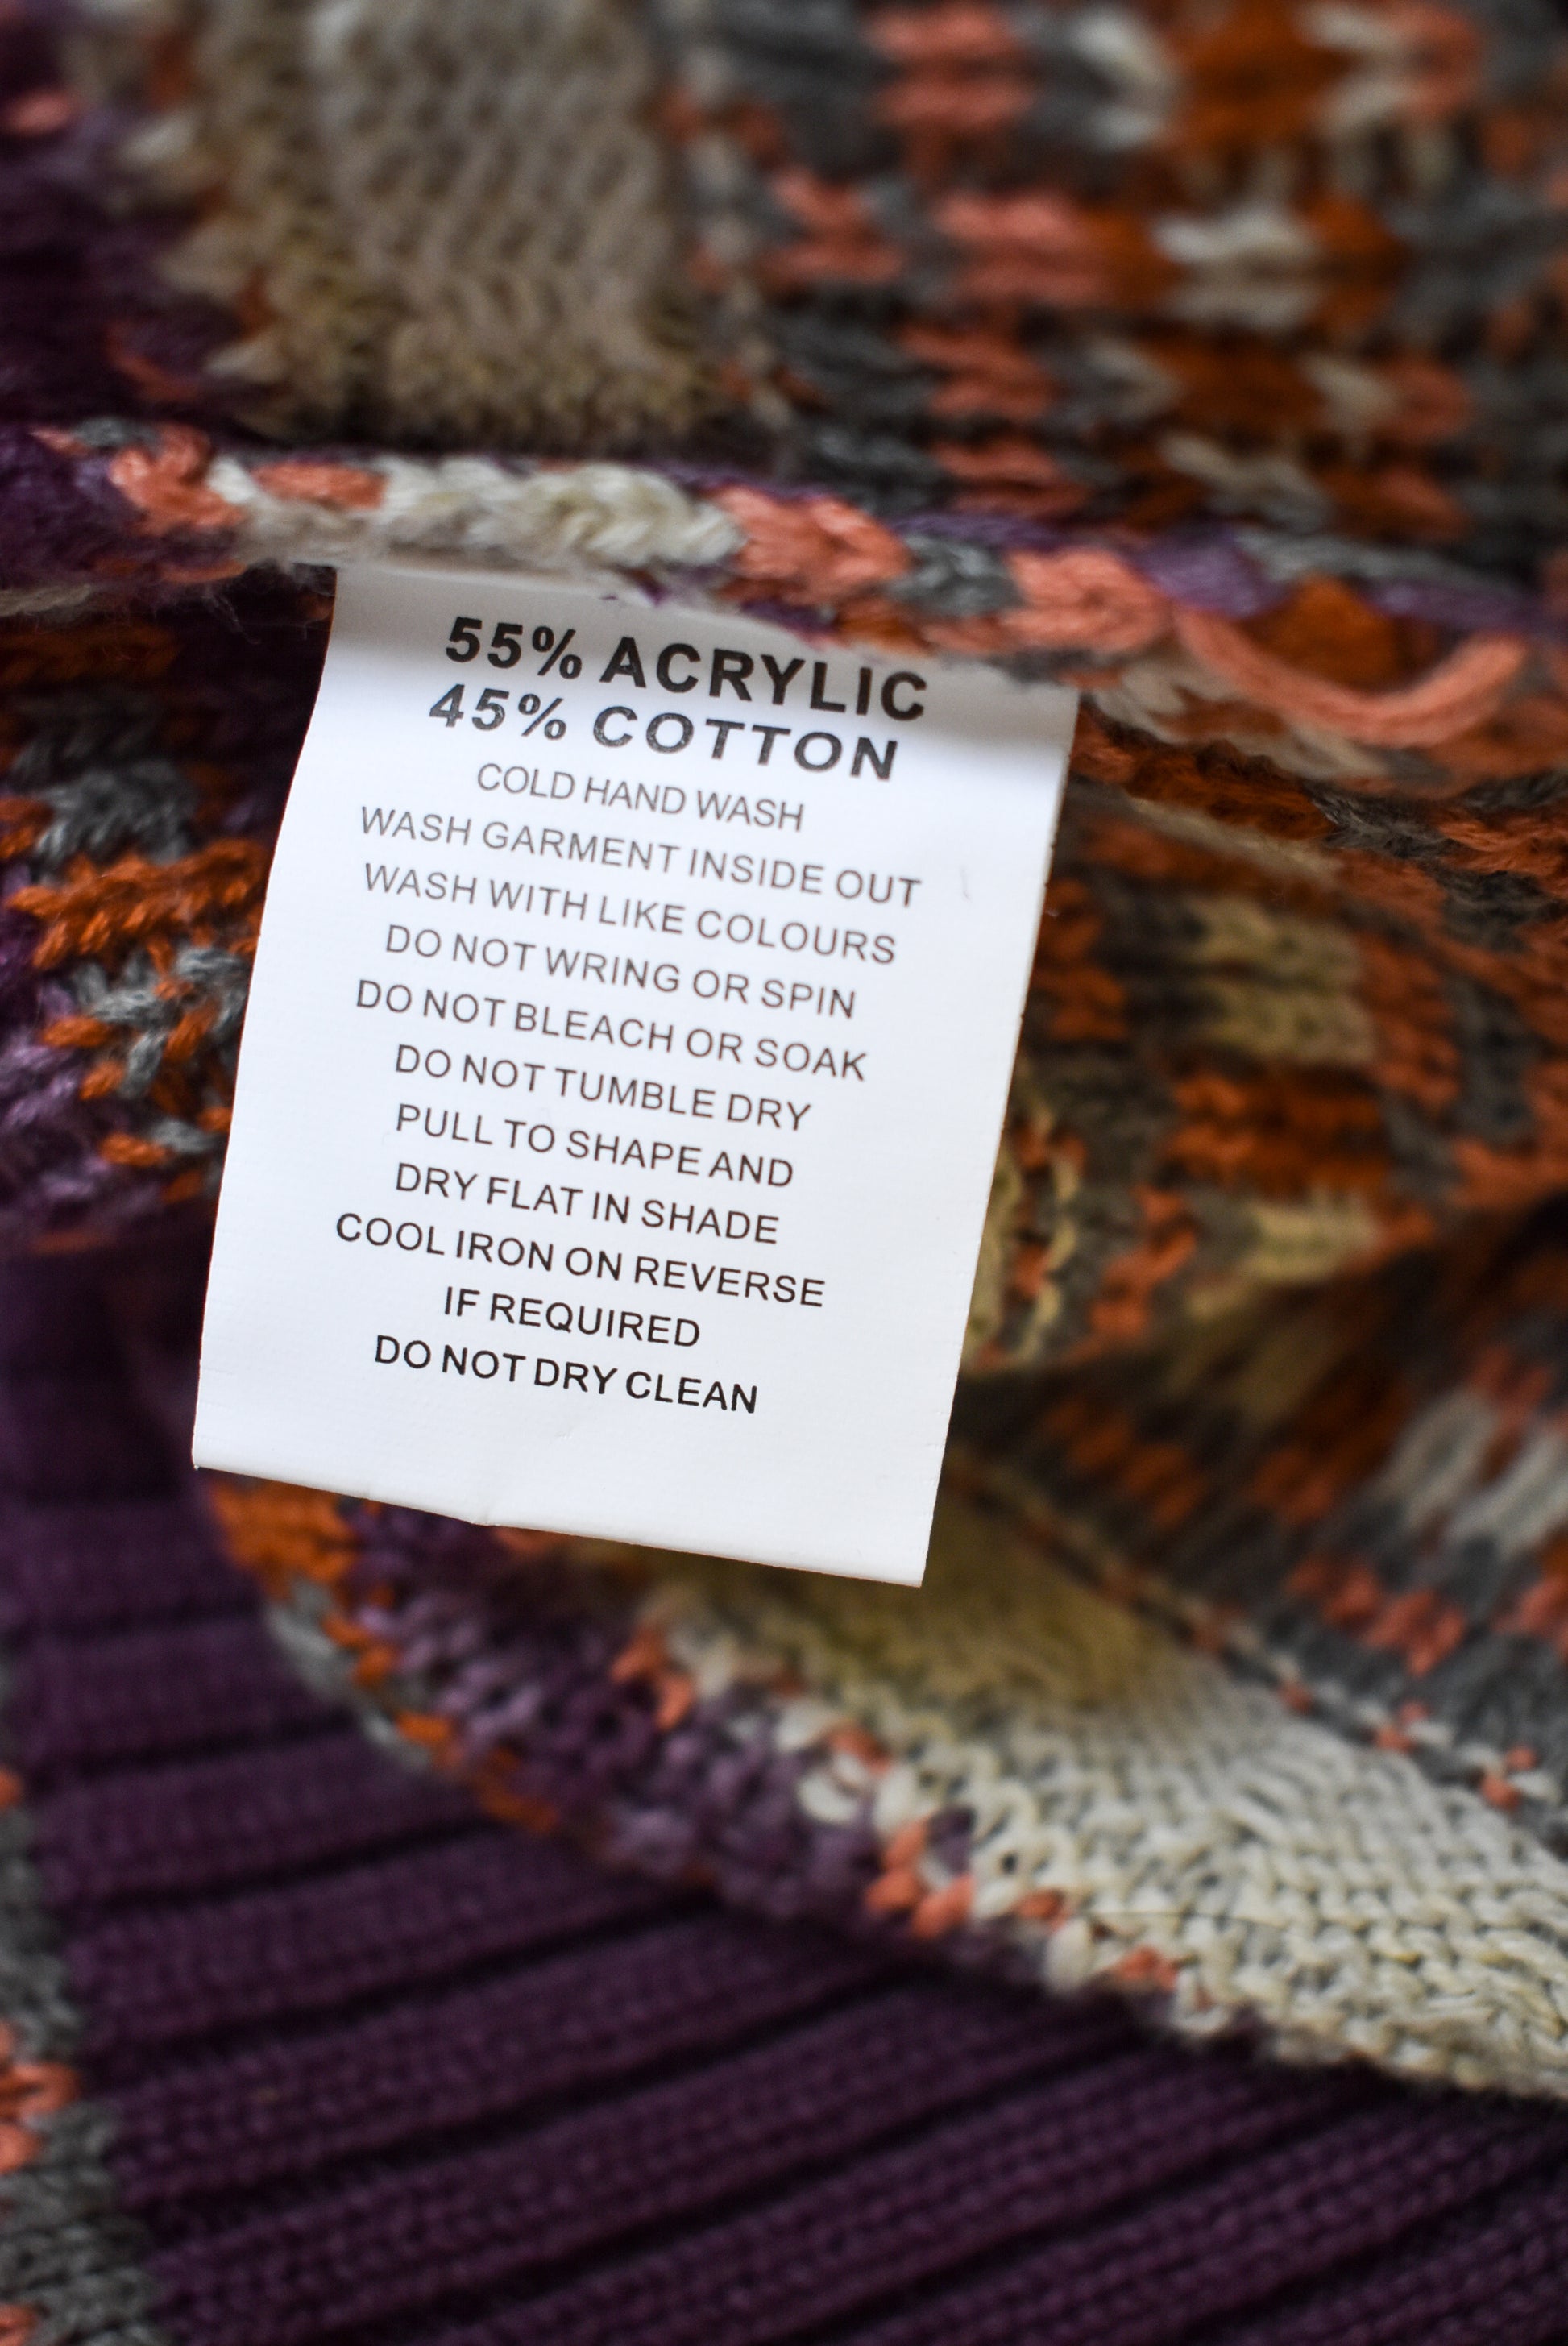 55% ACRYLIC
45% COTTON
COLD HAND WASH
WASH GARMENT INSIDE OUT
WASH WITH LIKE COLOURS
DO NOT WRING OR SPIN
DO NOT BLEACH OR SOAK
DO NOT TUMBLE DRY
PULL TO SHAPE AND
DRY FLAT IN SHADE
COOL IRON ON REVERSE
IF REQUIRED
DO NOT DRY CLEAN